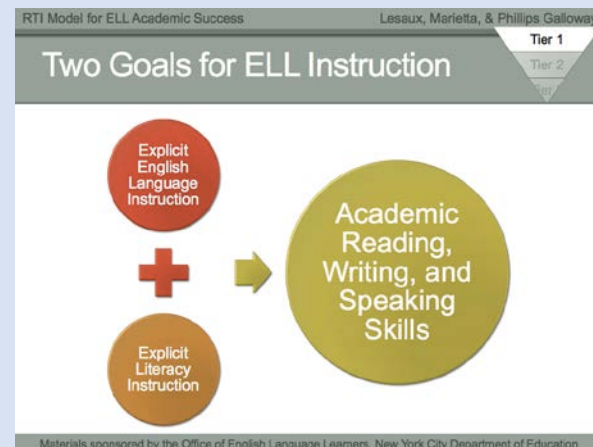 RTI Model for ELL Academic Success
Lesaux, Marietta, & Phillips Galloway
Two Goals for ELL Instruction
Tier 1
Tier 2
Explicit
English
Language
Instruction
Explicit
Literacy
Instruction
Academic
Reading,
Writing, and
Speaking
Skills
Materials sponsored by the Office of English Language Learners, New York City Department of Education